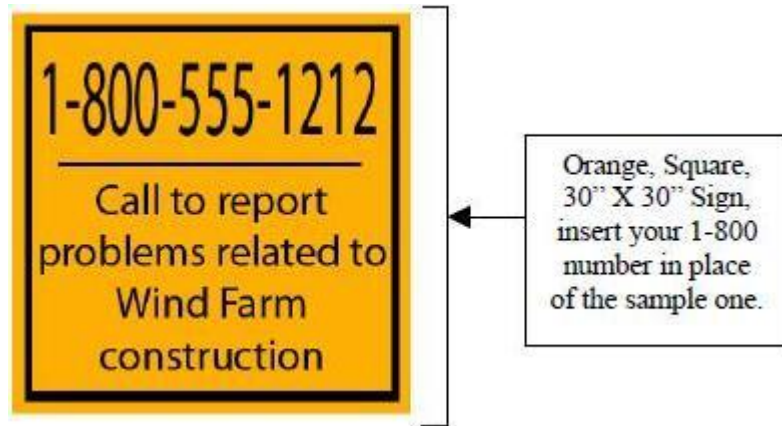 1-800-555-1212
Call to report
problems related to
Wind Farm
construction
Orange, Square,
30” X 30” Sign,
insert your 1-800
number in place
of the sample one.